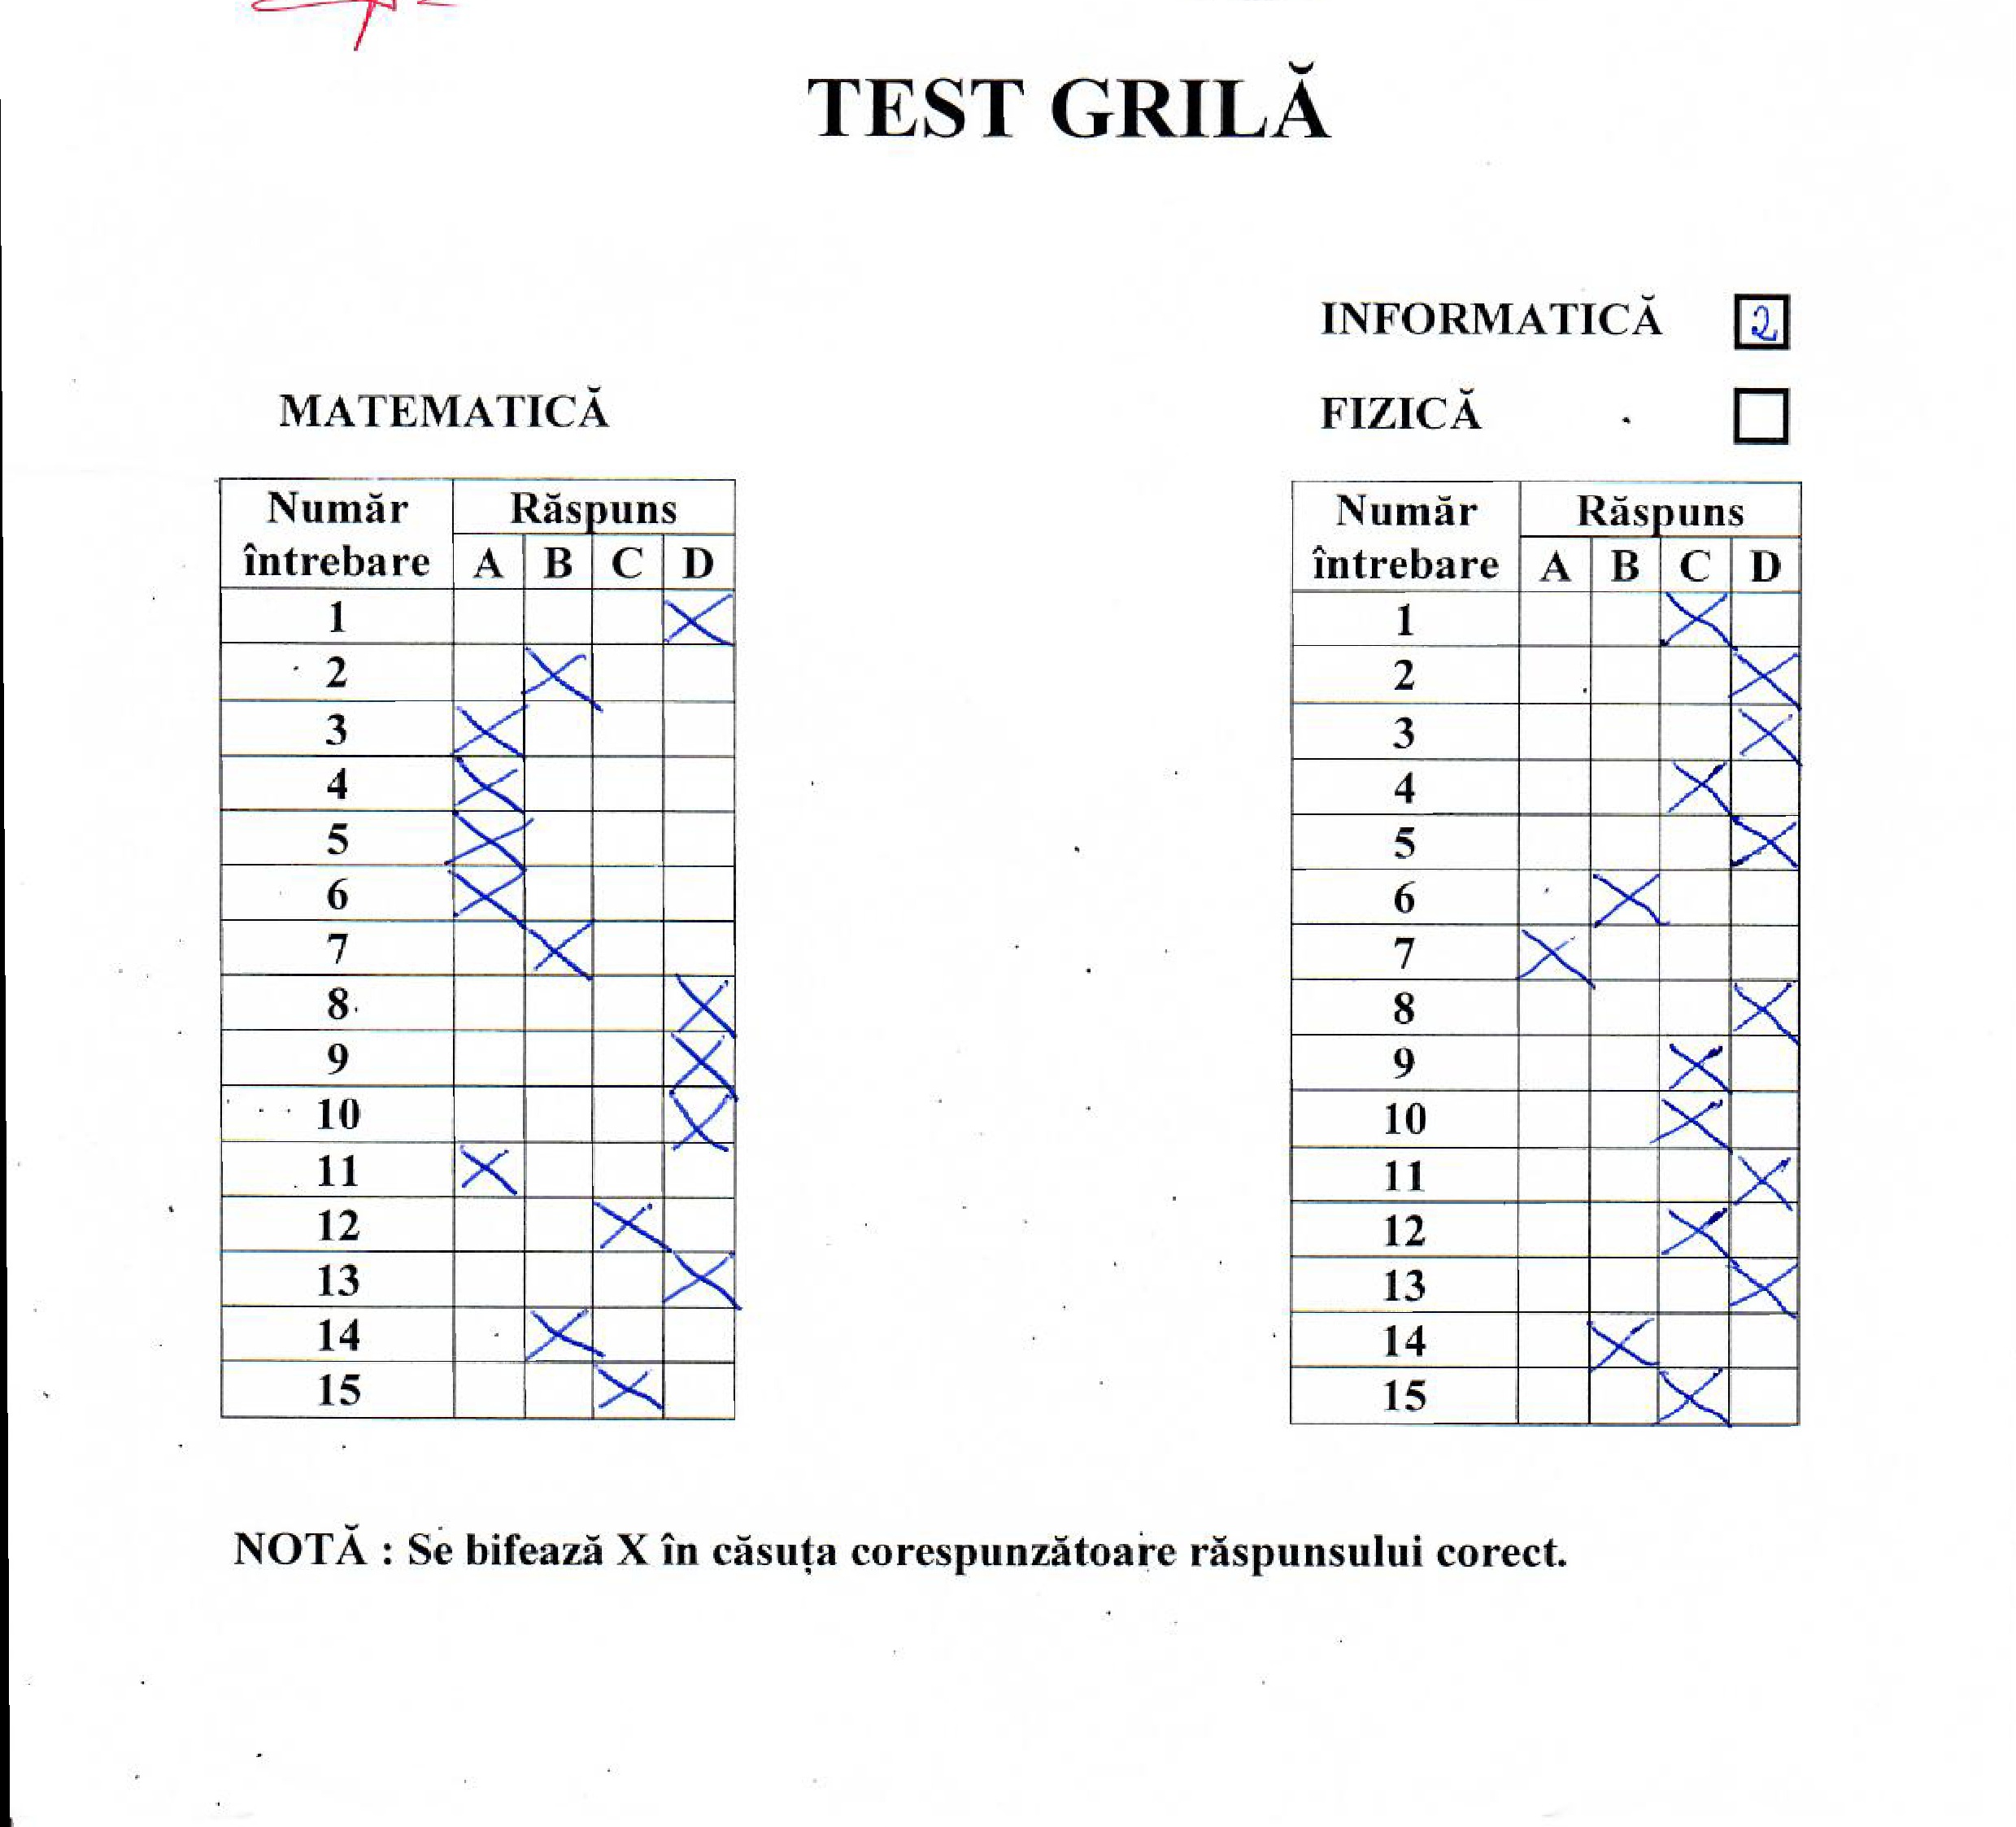 TEST GRILĂ
INFORMATICĂ 2
MATEMATICĂ
FIZICĂ
Număr întrebare Răspuns
A B C D
1 X
2 X
3 X
4 X
5 X
6 X
7 X
8 X
9 X
10 X
11 X
12 X
13 X
14 X
15 X
Număr întrebare Răspuns
A B C D
1 X
2 X
3 X
4 X
5 X
6 X
7 X
8 X
9 X
10 X
11 X
12 X
13 X
14 X
15 X
NOTĂ : Se bifează X în căsuța corespunzătoare răspunsului corect.